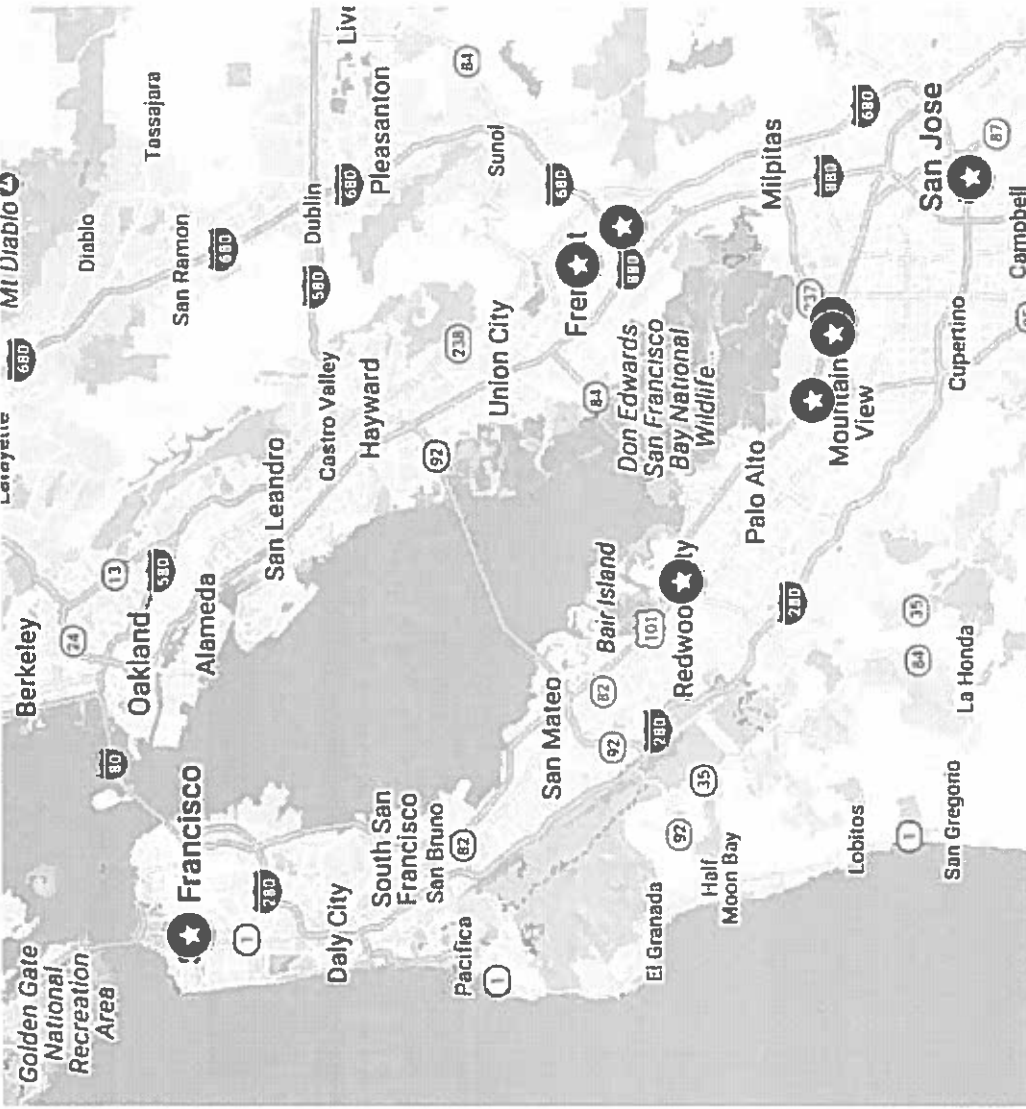 Golden Gate
National
Recreation
Area
Berkeley
Lafayette
680
Mt Diablo
24
Diablo
80
13
Oakland
580
Tassajara
Francisco
Alameda
San Ramon
680
1
280
San Leandro
Daly City
Castro Valley
580
Dublin
Live
680
Hayward
Pleasanton
South San
Francisco
San Bruno
82
92
238
84
Pacifica
1
Union City
Sunol
San Mateo
680
Fre
t
84
92
82
Bair Island
880
Don Edwards
San Francisco
Bay National
Wildlife...
El Granada
280
101
92
35
Half
Moon Bay
Redwoo
ty
Palo Alto
Milpitas
280
237
Mountain
View
880
680
Lobitos
1
84
35
San Jose
San Gregorio
La Honda
Cupertino
87
Campbell